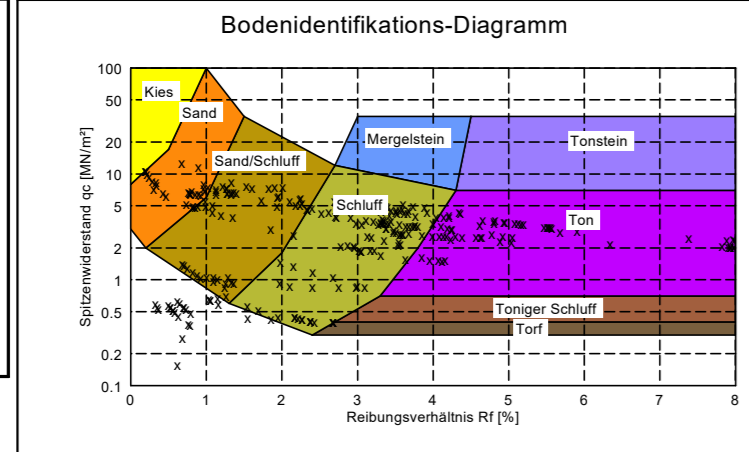 Bodenidentifikations-Diagramm
Spitzenwiderstand qc [MN/m²]
100
50
20
10
5
2
1
0.5
0.2
0.1
Kies
Sand
Sand/Schluff
Mergelstein
Tonstein
Schluff
Ton
Toniger Schluff
Torf
0 1 2 3 4 5 6 7 8
Reibungsverhältnis Rf [%]